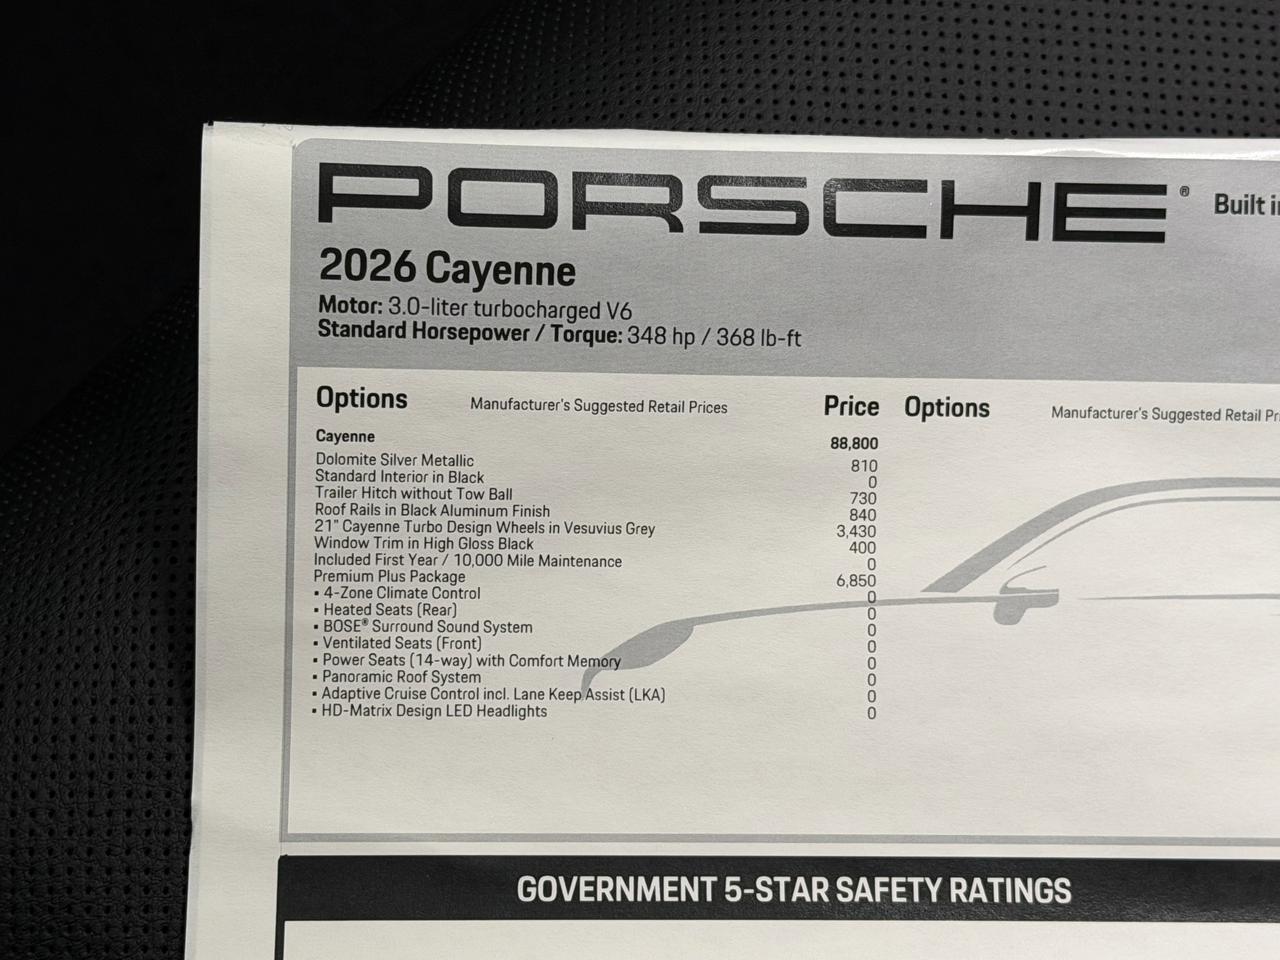 PORSCHE® Built
2026 Cayenne
Motor: 3.0-liter turbocharged V6
Standard Horsepower / Torque: 348 hp / 368 lb-ft
Options Manufacturer's Suggested Retail Prices Price Options Manufacturer's Suggested Retail
Cayenne 88,800
Dolomite Silver Metallic 810
Standard Interior in Black 0
Trailer Hitch without Tow Ball 730
Roof Rails in Black Aluminum Finish 840
21" Cayenne Turbo Design Wheels in Vesuvius Grey 3,430
Window Trim in High Gloss Black 400
Included First Year / 10,000 Mile Maintenance 0
Premium Plus Package 6,850
• 4-Zone Climate Control 0
• Heated Seats (Rear) 0
• BOSE® Surround Sound System 0
• Ventilated Seats (Front) 0
• Power Seats (14-way) with Comfort Memory 0
• Panoramic Roof System 0
• Adaptive Cruise Control incl. Lane Keep Assist (LKA) 0
• HD-Matrix Design LED Headlights 0
GOVERNMENT 5-STAR SAFETY RATINGS